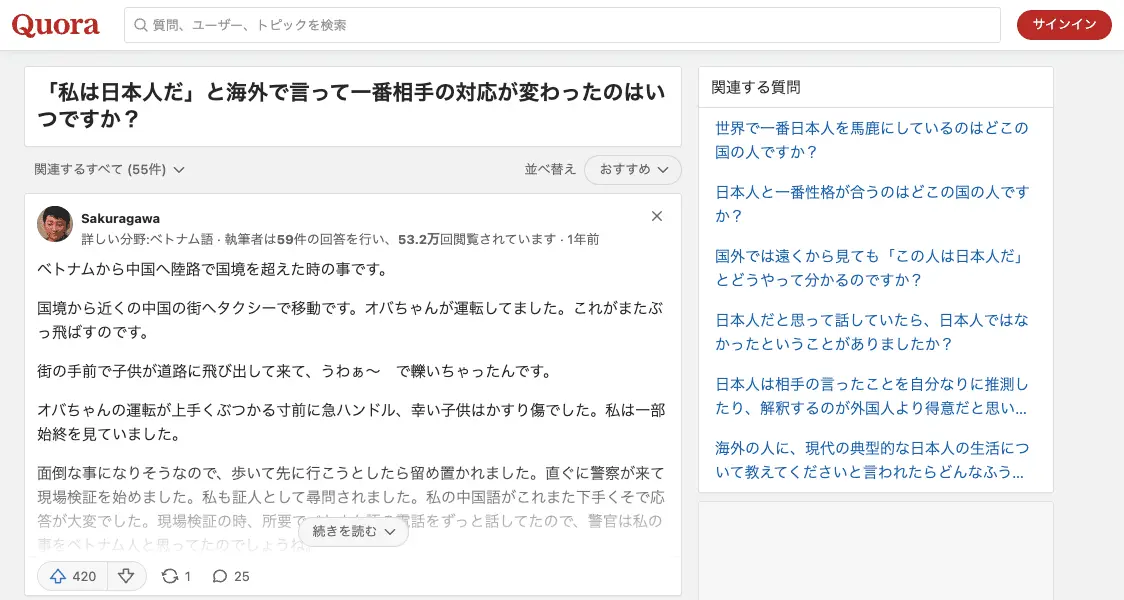 Quora
質問、ユーザー、トピックを検索
サインイン
「私は日本人だ」と海外で言って一番相手の対応が変わったのはい
つですか？
関連するすべて (55件)
並べ替え
おすすめ
Sakuragawa
詳しい分野:ベトナム語 · 執筆者は59件の回答を行い、53.2万回閲覧されています · 1年前
ベトナムから中国へ陸路で国境を超えた時の事です。
国境から近くの中国の街へタクシーで移動です。オバちゃんが運転してました。これがまたぶ
っ飛ばすのです。
街の手前で子供が道路に飛び出して来て、うわぁ〜　で轢いちゃったんです。
オバちゃんの運転が上手くぶつかる寸前に急ハンドル、幸い子供はかすり傷でした。私は一部
始終を見ていました。
面倒な事になりそうなので、歩いて先に行こうとしたら留め置かれました。直ぐに警察が来て
現場検証を始めました。私も証人として尋問されました。私の中国語がこれまた下手くそで応
答が大変でした。現場検証の時、所要で電話をずっと話してたので、警官は私の
事をベトナム人と思ってたのでしょうね。
続きを読む
420
1
25
関連する質問
世界で一番日本人を馬鹿にしているのはどこの
国の人ですか？
日本人と一番性格が合うのはどこの国の人です
か？
国外では遠くから見ても「この人は日本人だ」
とどうやって分かるのですか？
日本人だと思って話していたら、日本人ではな
かったということがありましたか？
日本人は相手の言ったことを自分なりに推測し
たり、解釈するのが外国人より得意だと思い...
海外の人に、現代の典型的な日本人の生活につ
いて教えてくださいと言われたらどんなふう...